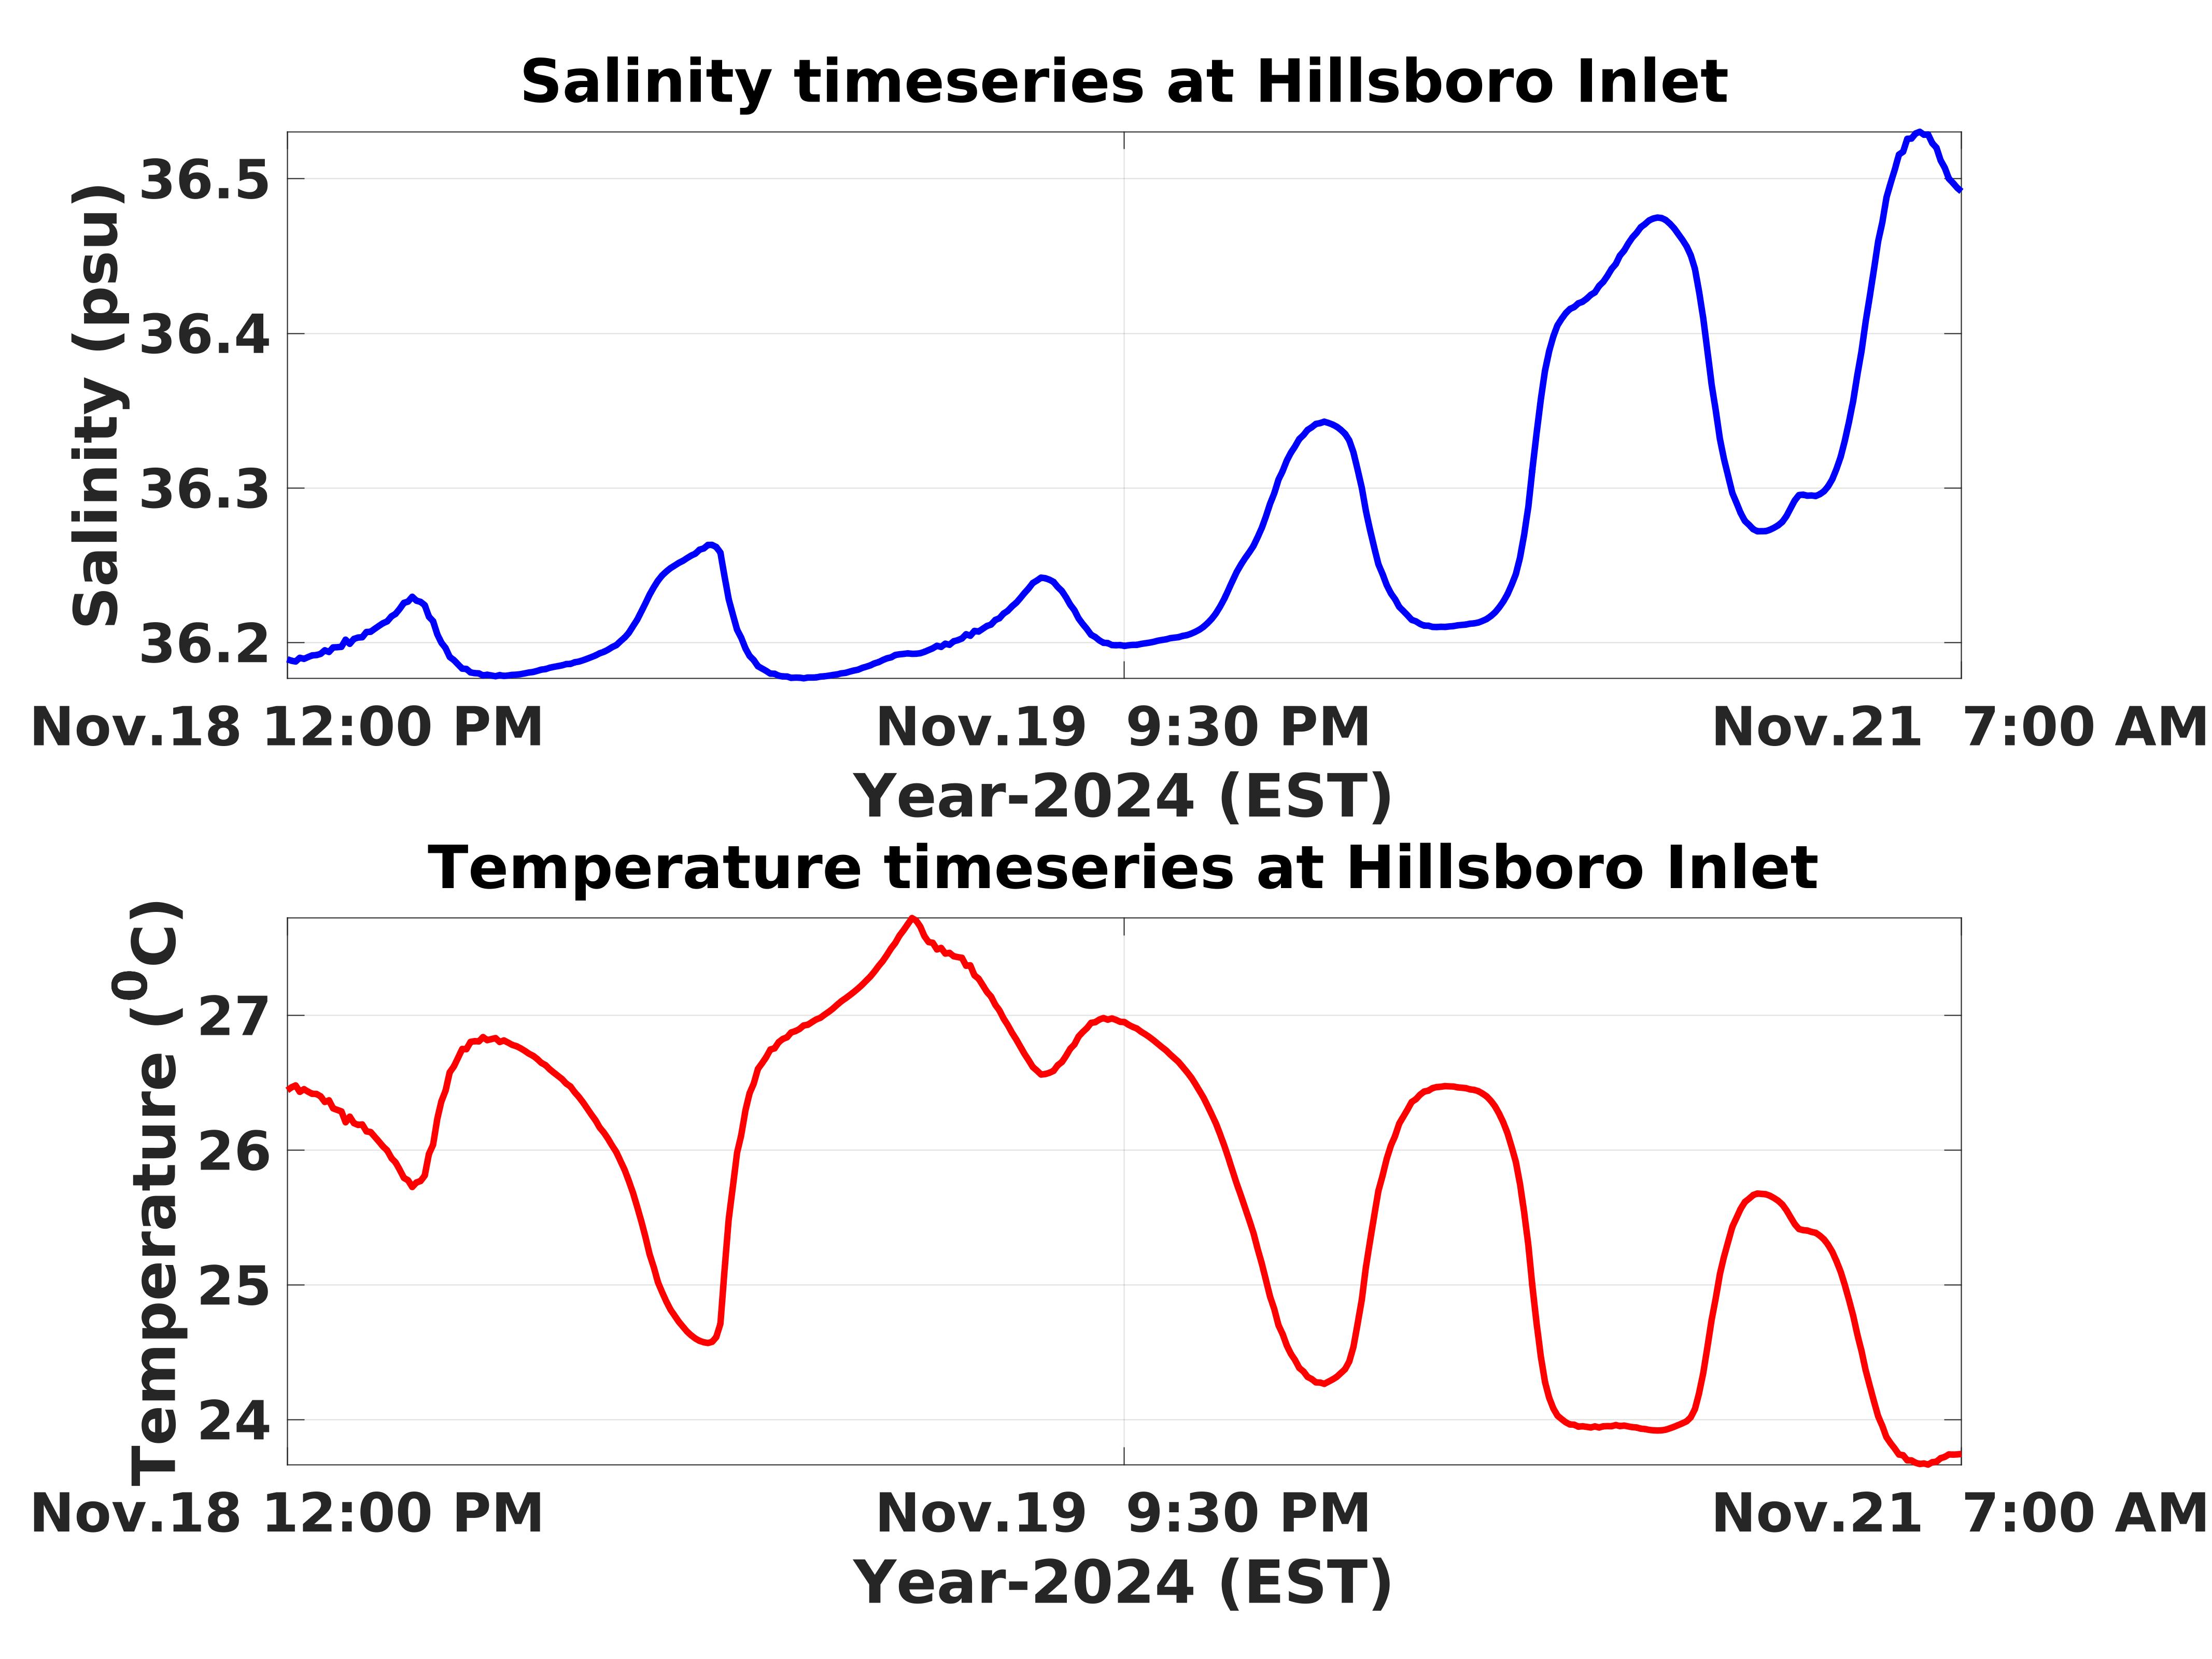 Salinity timeseries at Hillsboro Inlet
Salinity (psu)
36.5
36.4
36.3
36.2
Nov.18 12:00 PM Nov.19  9:30 PM Nov.21  7:00 AM
Year-2024 (EST)
Temperature timeseries at Hillsboro Inlet
Temperature (⁰C)
27
26
25
24
Nov.18 12:00 PM Nov.19  9:30 PM Nov.21  7:00 AM
Year-2024 (EST)